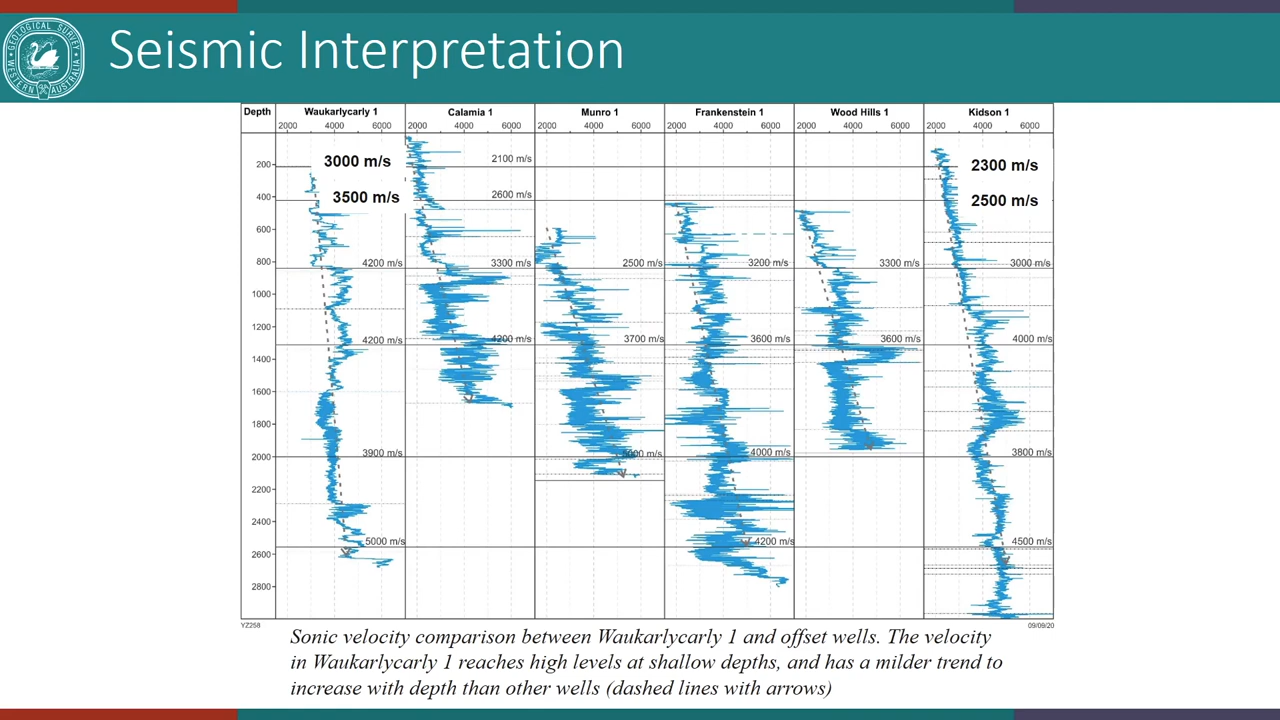 Seismic Interpretation
GEOLOGICAL SURVEY
WESTERN AUSTRALIA
Depth Waukarlycarly 1 Calamia 1 Munro 1 Frankenstein 1 Wood Hills 1 Kidson 1
2000 4000 6000 2000 4000 6000 2000 4000 6000 2000 4000 6000 2000 4000 6000 2000 4000 6000
200 3000 m/s 2100 m/s 2300 m/s
400 3500 m/s 2600 m/s 2500 m/s
600
800 4200 m/s 3300 m/s 2500 m/s 3200 m/s 3300 m/s 3000 m/s
1000
1200
4200 m/s 4200 m/s 3700 m/s 3600 m/s 3600 m/s 4000 m/s
1400
1600
1800
2000 3900 m/s 5000 m/s 4000 m/s 3800 m/s
2200
2400
5000 m/s 4200 m/s 4500 m/s
2600
2800
YZ258 09/09/20
Sonic velocity comparison between Waukarlycarly 1 and offset wells. The velocity
in Waukarlycarly 1 reaches high levels at shallow depths, and has a milder trend to
increase with depth than other wells (dashed lines with arrows)